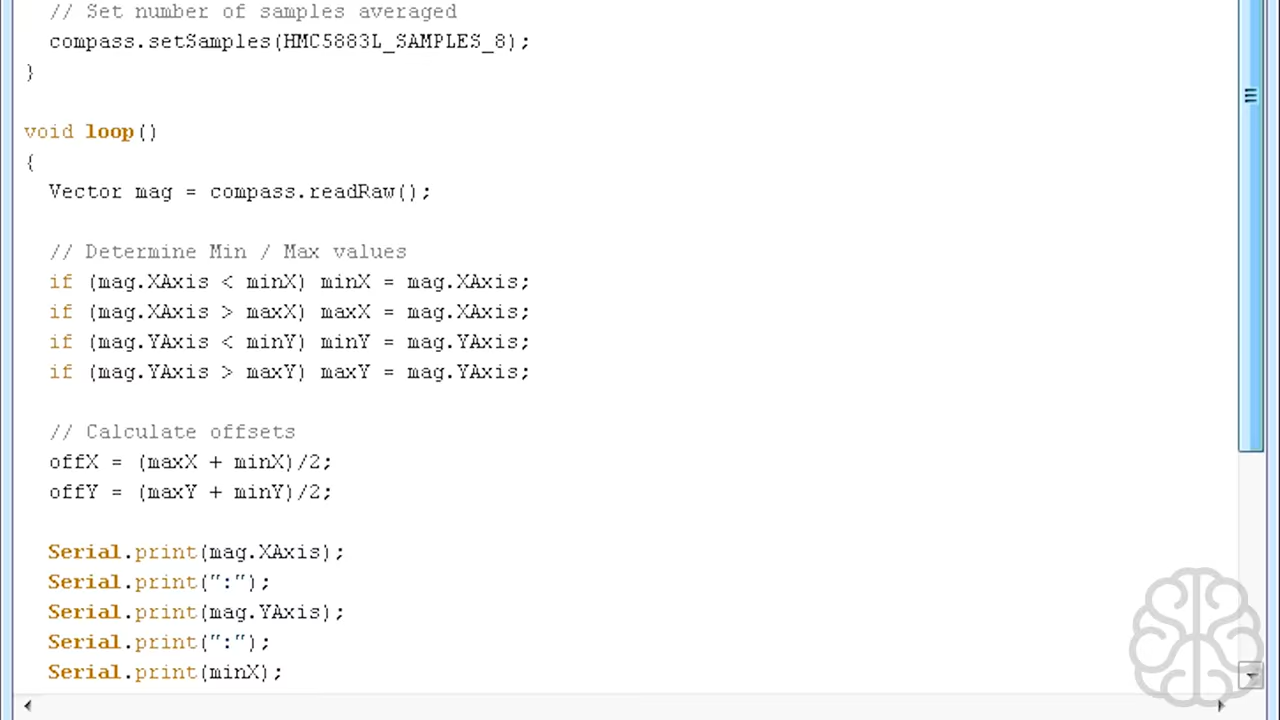 // Set number of samples averaged
compass.setSamples(HMC5883L_SAMPLES_8);
}
void loop()
{
Vector mag = compass.readRaw();
// Determine Min / Max values
if (mag.XAxis < minX) minX = mag.XAxis;
if (mag.XAxis > maxX) maxX = mag.XAxis;
if (mag.YAxis < minY) minY = mag.YAxis;
if (mag.YAxis > maxY) maxY = mag.YAxis;
// Calculate offsets
offX = (maxX + minX)/2;
offY = (maxY + minY)/2;
Serial.print(mag.XAxis);
Serial.print(":");
Serial.print(mag.YAxis);
Serial.print(":");
Serial.print(minX);